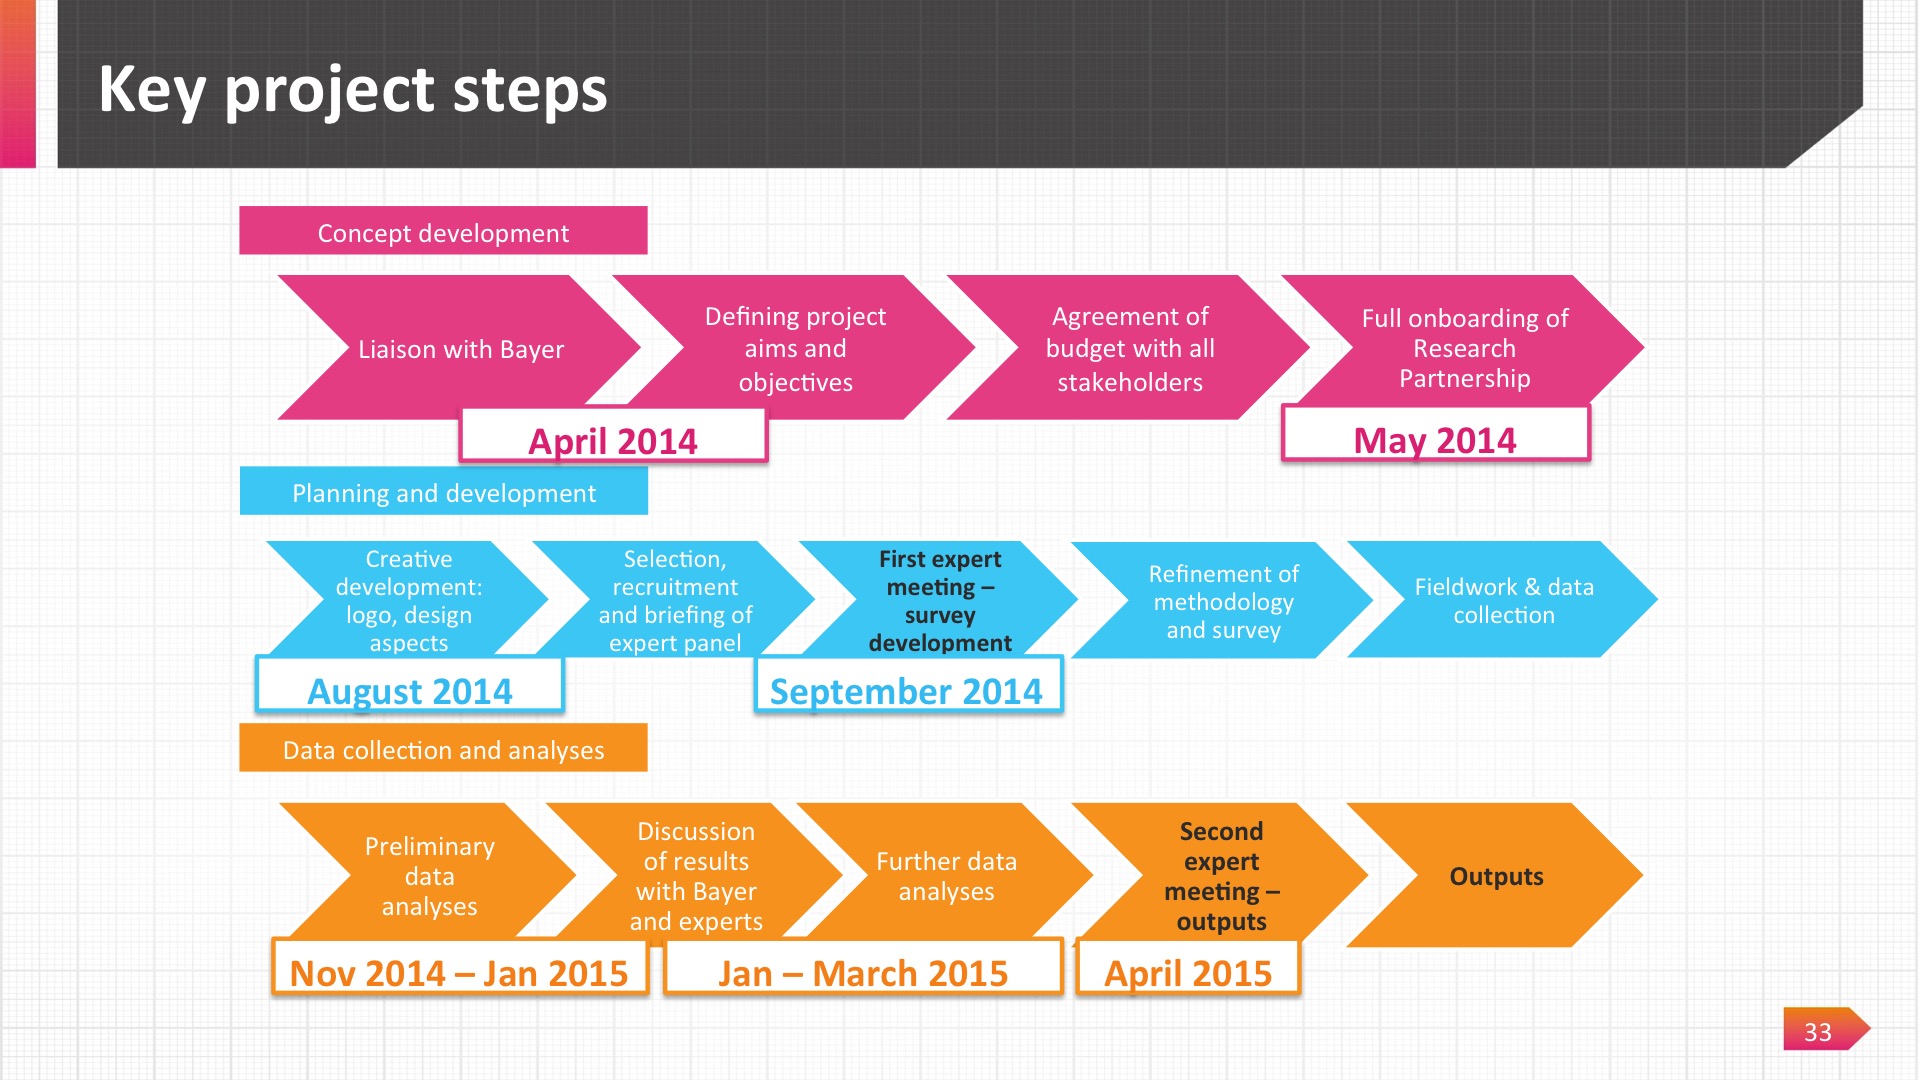 Key project steps
Concept development
Liaison with Bayer
Defining project
aims and
objectives
Agreement of
budget with all
stakeholders
Full onboarding of
Research
Partnership
April 2014
May 2014
Planning and development
Creative
development:
logo, design
aspects
Selection,
recruitment
and briefing of
expert panel
First expert
meeting –
survey
development
Refinement of
methodology
and survey
Fieldwork & data
collection
August 2014
September 2014
Data collection and analyses
Preliminary
data
analyses
Discussion
of results
with Bayer
and experts
Further data
analyses
Second
expert
meeting –
outputs
Outputs
Nov 2014 – Jan 2015
Jan – March 2015
April 2015
33